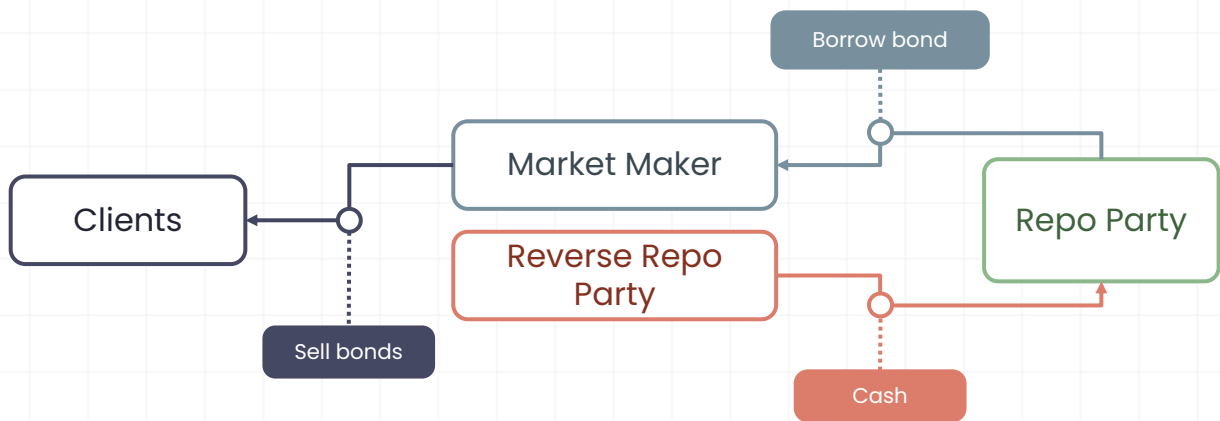 Borrow bond
Market Maker
Clients
Repo Party
Reverse Repo
Party
Sell bonds
Cash